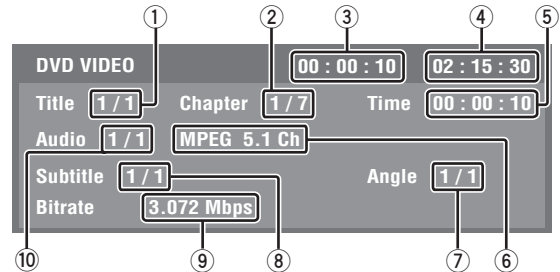 ① ② ③ ④ ⑤
DVD VIDEO 00 : 00 : 10 02 : 15 : 30
Title 1 / 1 Chapter 1 / 7 Time 00 : 00 : 10
Audio 1 / 1 MPEG 5.1 Ch
Subtitle 1 / 1 Angle 1 / 1
Bitrate 3.072 Mbps
⑩ ⑨ ⑧ ⑦ ⑥